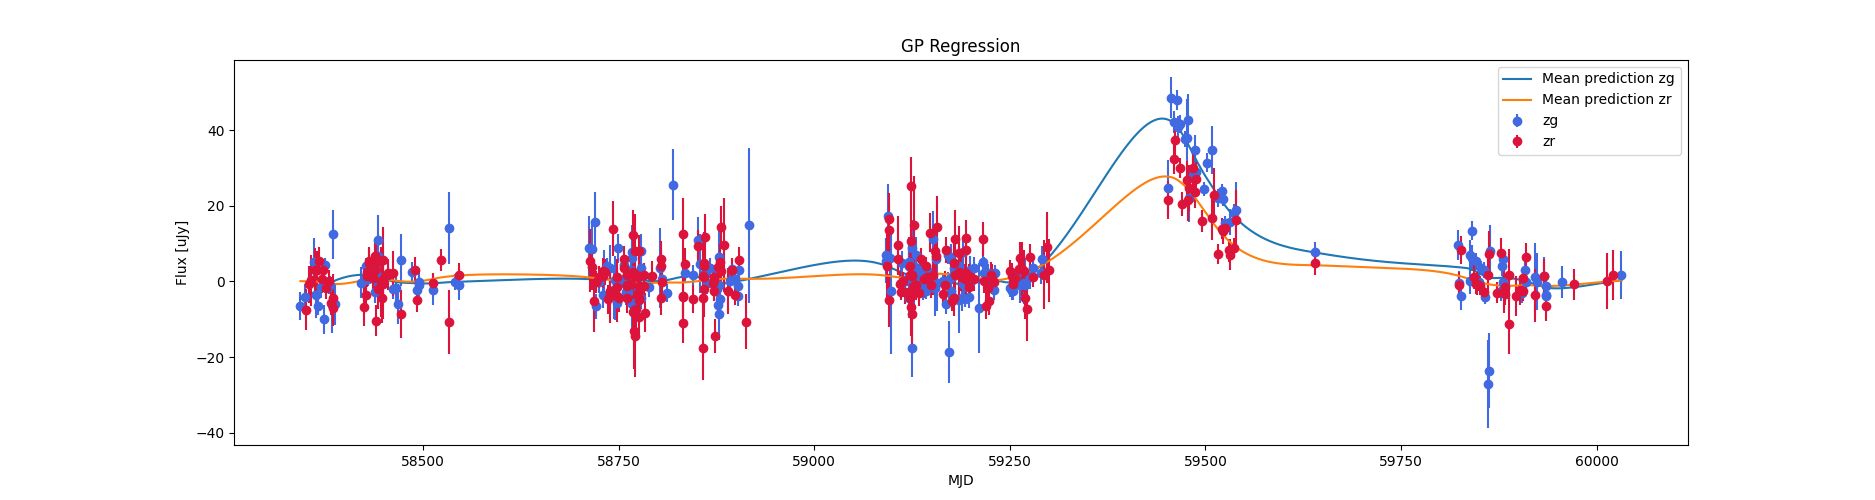 GP Regression
Flux [uJy]
40
20
0
−20
−40
58500
58750
59000
59250
59500
59750
60000
MJD
Mean prediction zg
Mean prediction zr
zg
zr